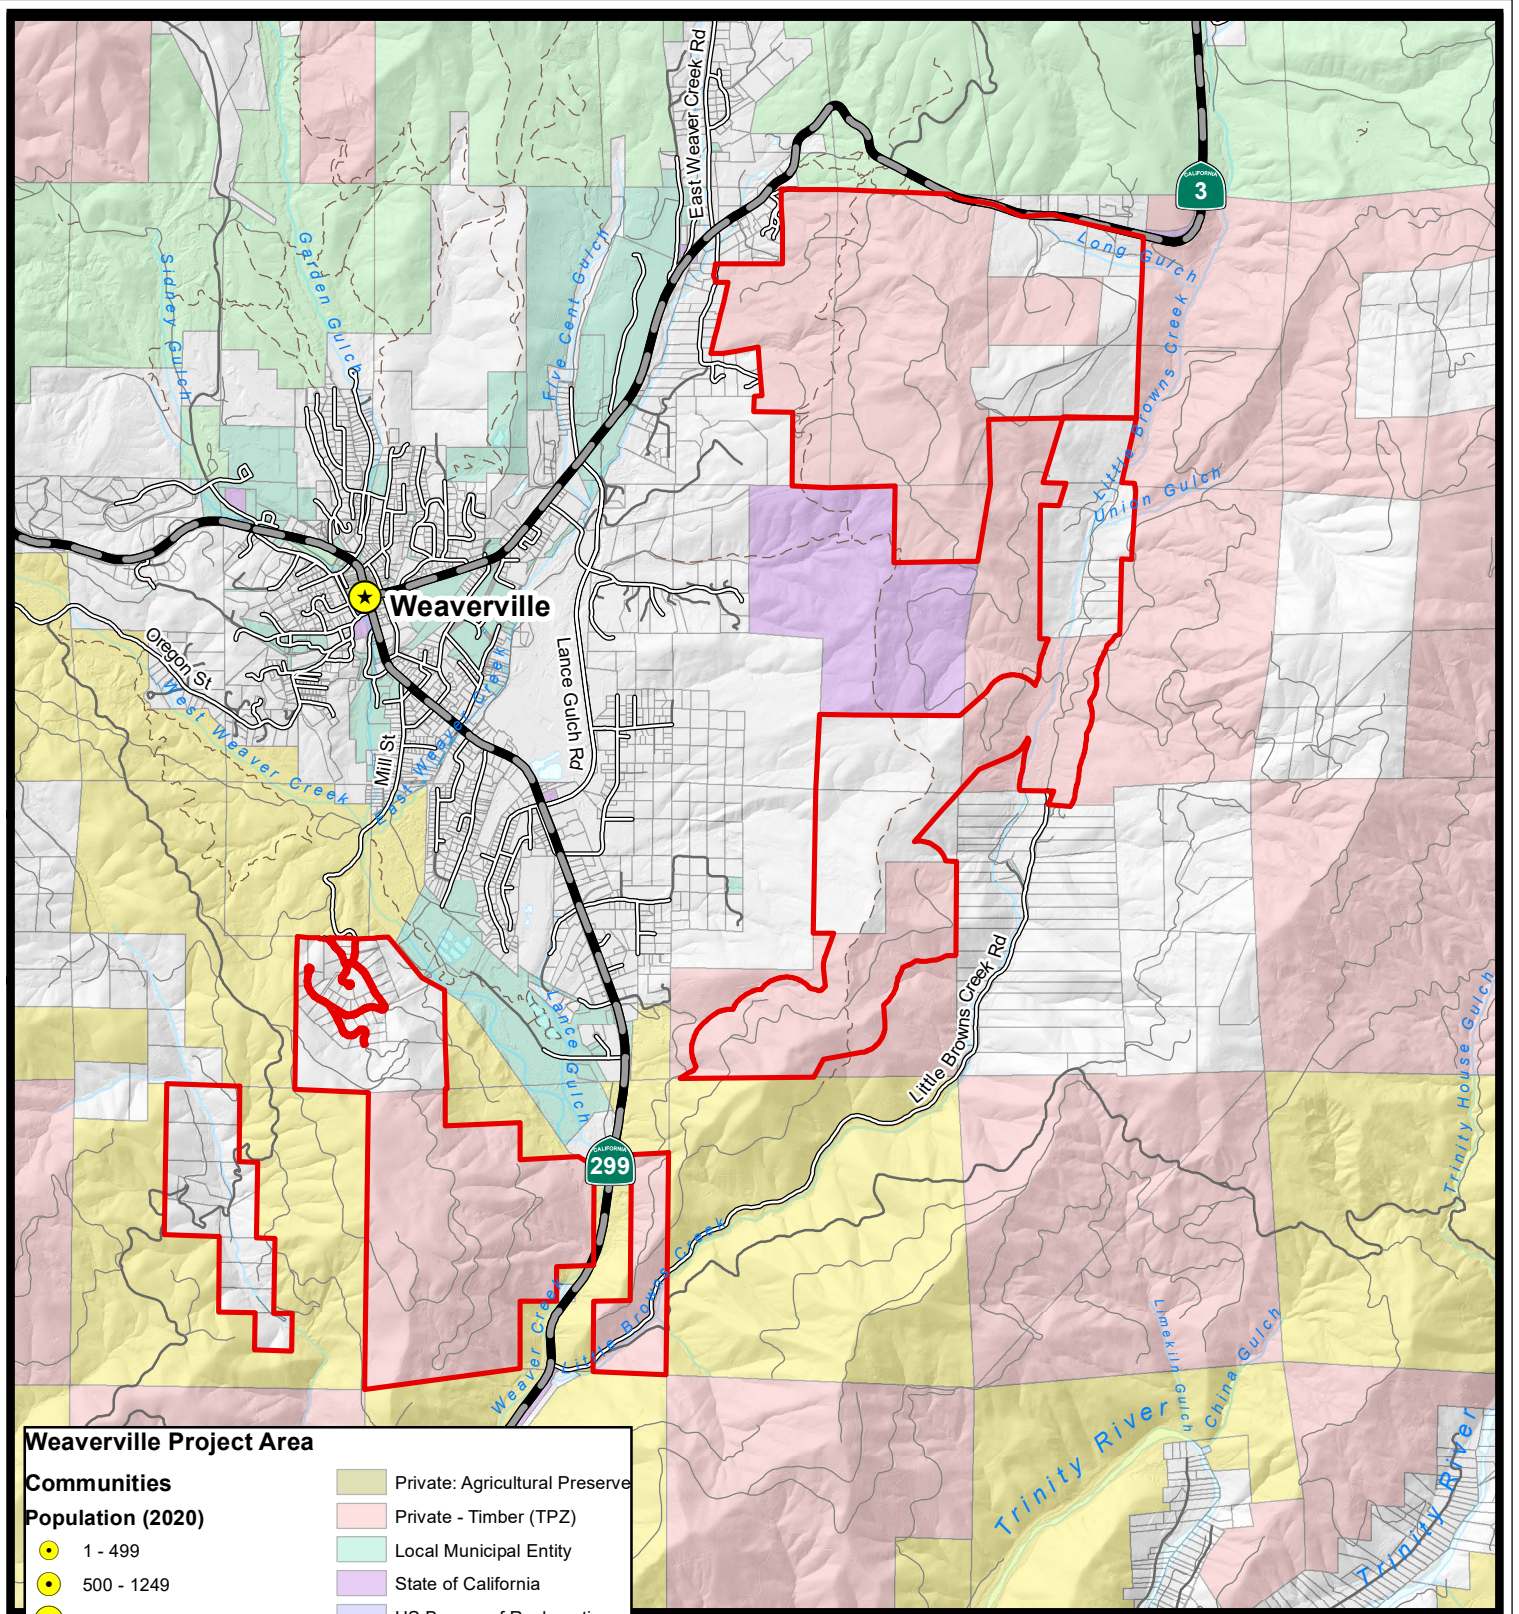 East Weaver Creek Rd
CALIFORNIA
3
Long Gulch
Sidney Gulch
Garden Gulch
Five Cent Gulch
Little Browns Creek
Union Gulch
Weaverville
Oregon St
West Weaver Creek
Mill St
East Weaver Creek
Lance Gulch Rd
Little Browns Creek Rd
Lance Gulch
Trinity House Gulch
CALIFORNIA
299
Weaver Creek
Little Browns Creek
Limekiln Gulch
China Gulch
Trinity River
Trinity River
Weaverville Project Area
Communities
Population (2020)
1 - 499
500 - 1249
Private: Agricultural Preserve
Private - Timber (TPZ)
Local Municipal Entity
State of California